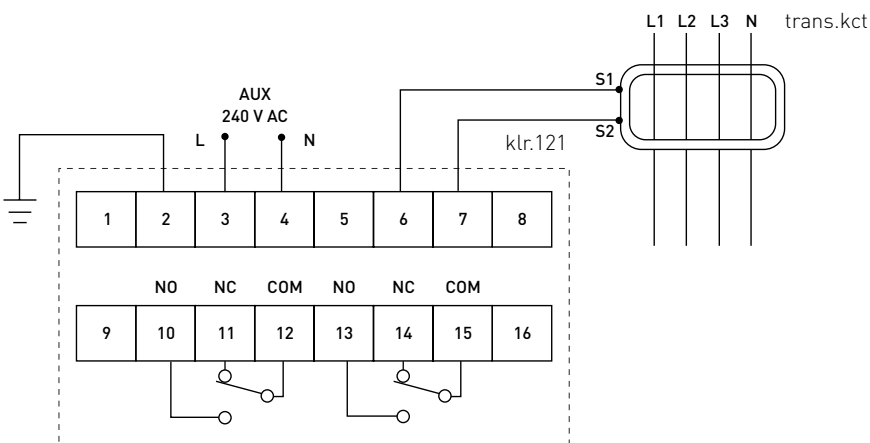 L1 L2 L3 N trans.kct
S1
AUX
240 V AC
S2
L N
klr.121
1 2 3 4 5 6 7 8
NO NC COM NO NC COM
9 10 11 12 13 14 15 16